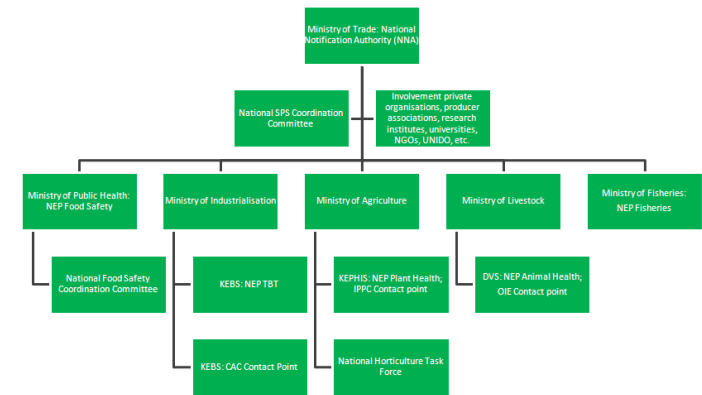 Ministry of Trade: National
Notification Authority (NNA)
National SPS Coordination
Committee
Involvement private
organisations, producer
associations, research
institutes, universities,
NGOs, UNIDO, etc.
Ministry of Public Health:
NEP Food Safety
Ministry of Industrialisation
Ministry of Agriculture
Ministry of Livestock
Ministry of Fisheries:
NEP Fisheries
National Food Safety
Coordination Committee
KEBS: NEP TBT
KEPHIS: NEP Plant Health;
IPPC Contact point
DVS: NEP Animal Health;
OIE Contact point
KEBS: CAC Contact Point
National Horticulture Task
Force